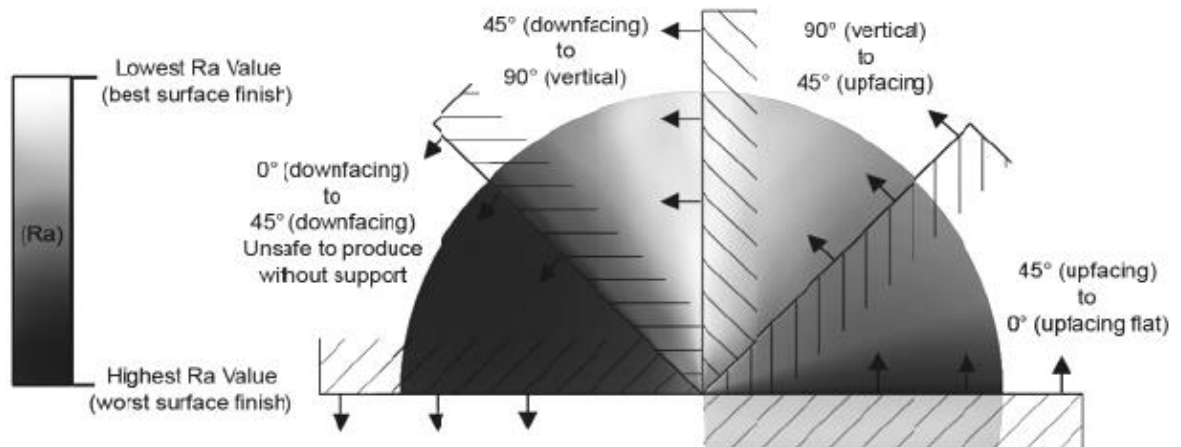 Lowest Ra Value
(best surface finish)
(Ra)
Highest Ra Value
(worst surface finish)
0° (downfacing)
to
45° (downfacing)
Unsafe to produce
without support
45° (downfacing)
to
90° (vertical)
90° (vertical)
to
45° (upfacing)
45° (upfacing)
to
0° (upfacing flat)